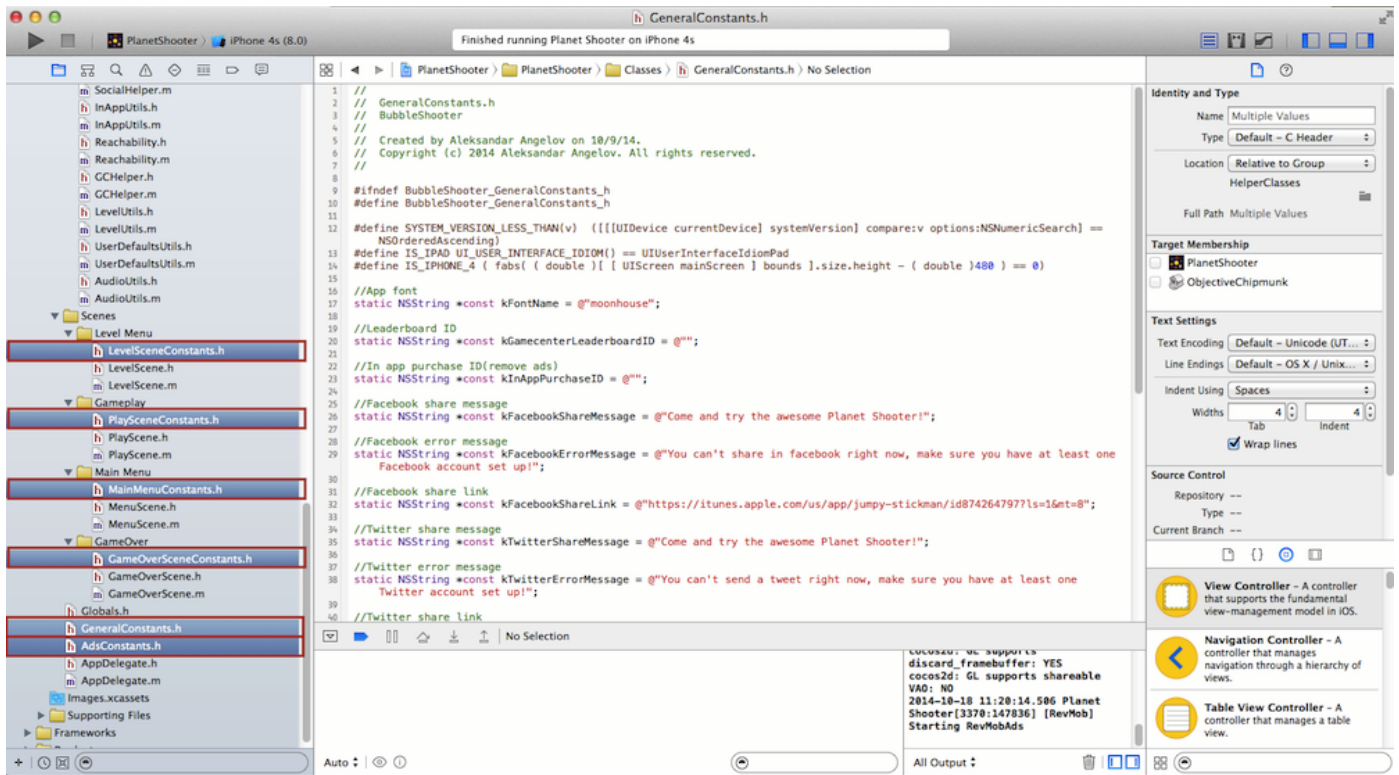 GeneralConstants.h
PlanetShooter
iPhone 4s (8.0)
Finished running Planet Shooter on iPhone 4s
PlanetShooter
PlanetShooter
Classes
GeneralConstants.h
No Selection
SocialHelper.m
InAppUtils.h
InAppUtils.m
Reachability.h
Reachability.m
GCHelper.h
GCHelper.m
LevelUtils.h
LevelUtils.m
UserDefaultsUtils.h
UserDefaultsUtils.m
AudioUtils.h
AudioUtils.m
Scenes
Level Menu
LevelSceneConstants.h
LevelScene.h
LevelScene.m
Gameplay
PlaySceneConstants.h
PlayScene.h
PlayScene.m
Main Menu
MainMenuConstants.h
MenuScene.h
MenuScene.m
GameOver
GameOverSceneConstants.h
GameOverScene.h
GameOverScene.m
Globals.h
GeneralConstants.h
AdsConstants.h
AppDelegate.h
AppDelegate.m
Images.xcassets
Supporting Files
Frameworks
1 //
2 // GeneralConstants.h
3 // BubbleShooter
4 //
5 // Created by Aleksandar Angelov on 10/9/14.
6 // Copyright (c) 2014 Aleksandar Angelov. All rights reserved.
7 //
8
9 #ifndef BubbleShooter_GeneralConstants_h
10 #define BubbleShooter_GeneralConstants_h
11
12 #define SYSTEM_VERSION_LESS_THAN(v) ([[[UIDevice currentDevice] systemVersion] compare:v options:NSNumericSearch] ==
NSOrderedAscending)
13 #define IS_IPAD UI_USER_INTERFACE_IDIOM() == UIUserInterfaceIdiomPad
14 #define IS_IPHONE_4 ( fabs( ( double )[ [ UIScreen mainScreen ] bounds ].size.height - ( double )480 ) == 0)
15
16 //App font
17 static NSString *const kFontName = @"moonhouse";
18
19 //Leaderboard ID
20 static NSString *const kGamecenterLeaderboardID = @"";
21
22 //In app purchase ID(remove ads)
23 static NSString *const kInAppPurchaseID = @"";
24
25 //Facebook share message
26 static NSString *const kFacebookShareMessage = @"Come and try the awesome Planet Shooter!";
27
28 //Facebook error message
29 static NSString *const kFacebookErrorMessage = @"You can't share in facebook right now, make sure you have at least one
Facebook account set up!";
30
31 //Facebook share link
32 static NSString *const kFacebookShareLink = @"https://itunes.apple.com/us/app/jumpy-stickman/id874264797?ls=1&mt=8";
33
34 //Twitter share message
35 static NSString *const kTwitterShareMessage = @"Come and try the awesome Planet Shooter!";
36
37 //Twitter error message
38 static NSString *const kTwitterErrorMessage = @"You can't send a tweet right now, make sure you have at least one
Twitter account set up!";
39
40 //Twitter share link
No Selection
cocos2d: GL supports
discard_framebuffer: YES
cocos2d: GL supports shareable
VAO: NO
2014-10-18 11:20:14.506 Planet
Shooter[3370:147836] [RevMob]
Starting RevMobAds
Auto
All Output
Identity and Type
Name Multiple Values
Type Default - C Header
Location Relative to Group
HelperClasses
Full Path Multiple Values
Target Membership
PlanetShooter
ObjectiveChipmunk
Text Settings
Text Encoding Default - Unicode (UT...
Line Endings Default - OS X / Unix...
Indent Using Spaces
Widths 4 4
Tab Indent
Wrap lines
Source Control
Repository --
Type --
Current Branch --
View Controller - A controller
that supports the fundamental
view-management model in iOS.
Navigation Controller - A
controller that manages
navigation through a hierarchy of
views.
Table View Controller - A
controller that manages a table
view.